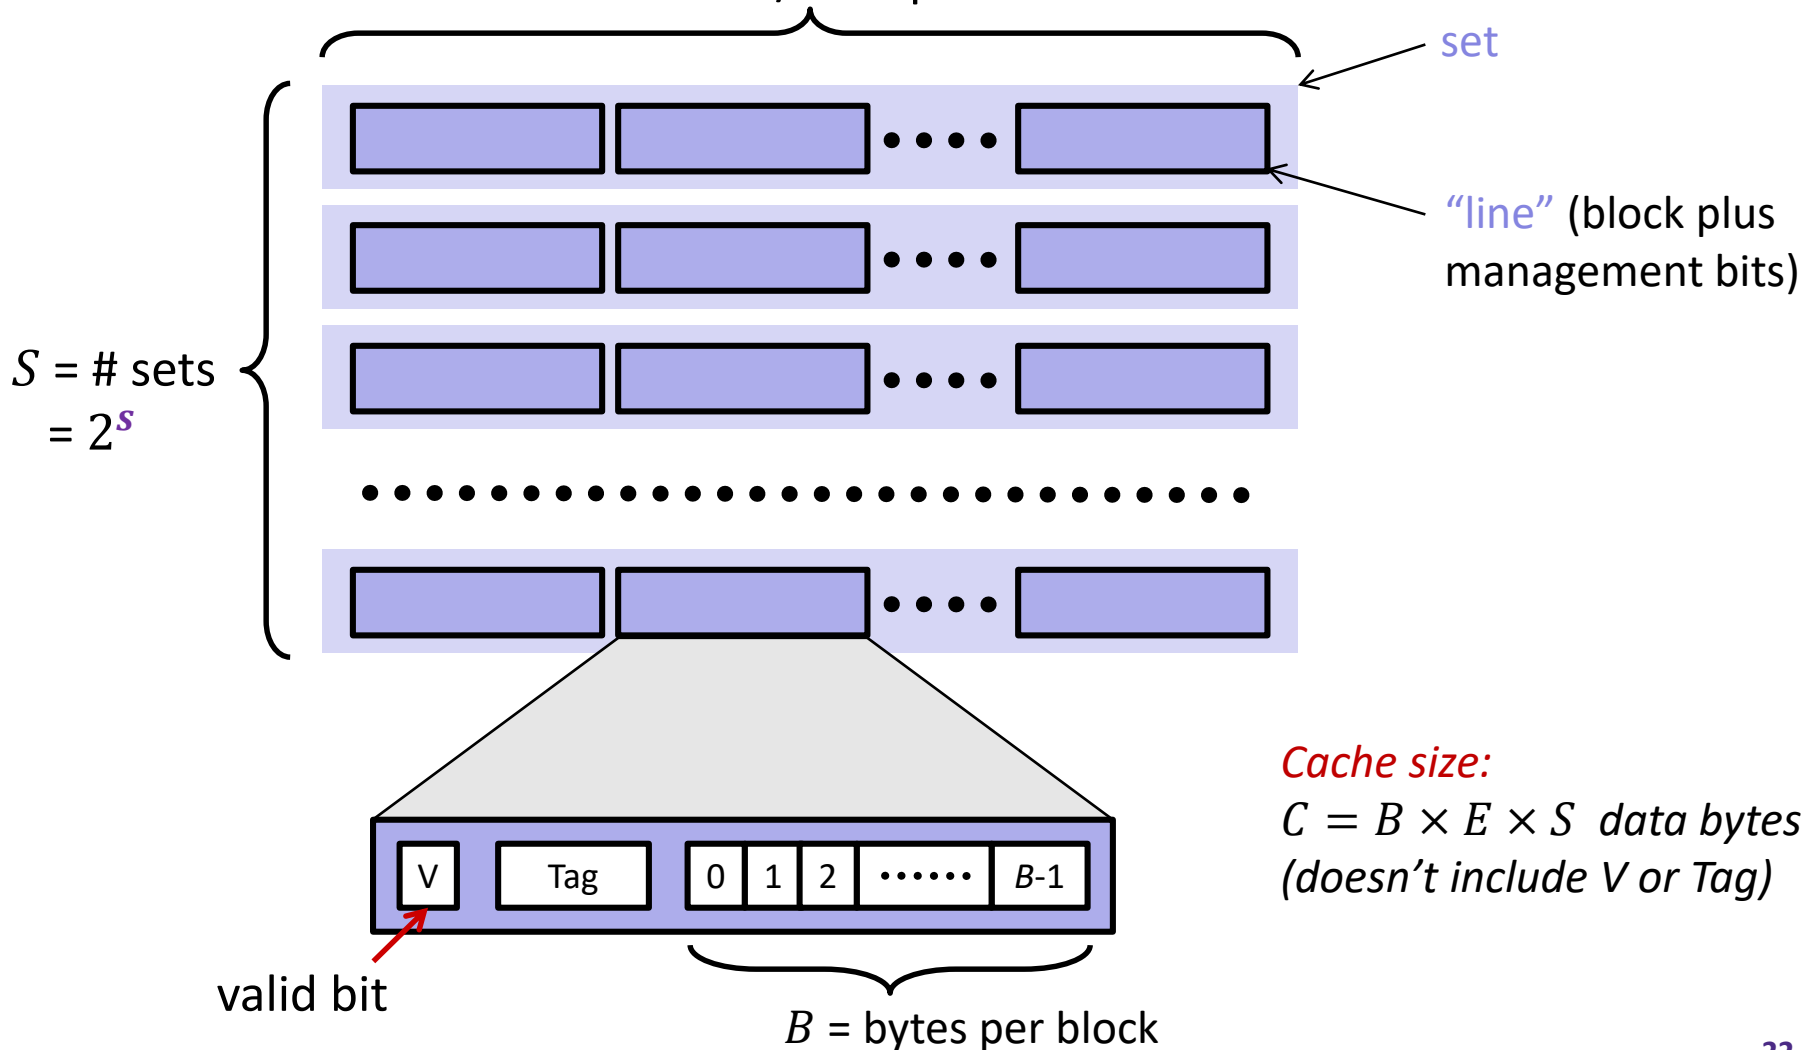 set
“line” (block plus
management bits)
S = # sets
= 2^s
Cache size:
C = B × E × S data bytes
(doesn’t include V or Tag)
V Tag 0 1 2 •••••• B-1
valid bit
B = bytes per block